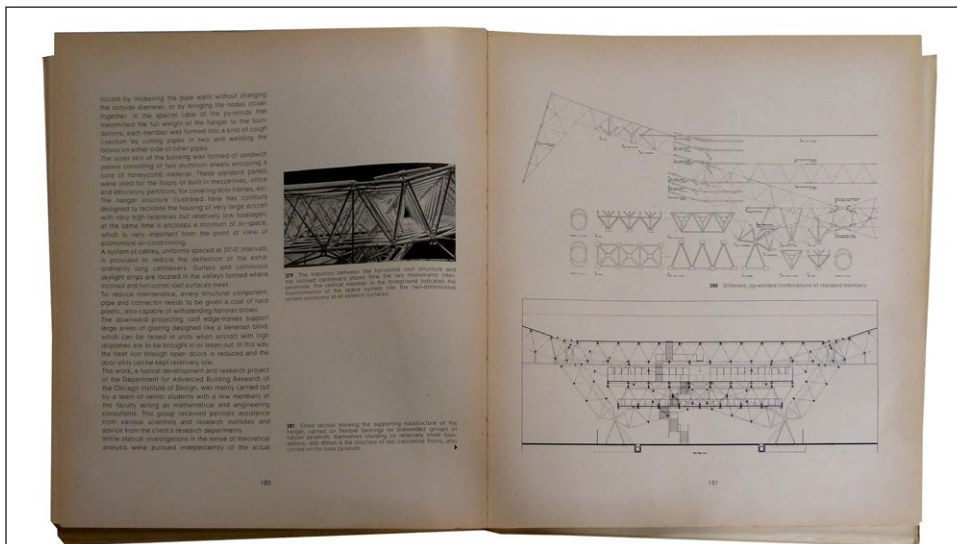 forced by thickening the pipe walls without changing
the outside diameter, or by bringing the nodes closer
together. In the special case of the pyramids that
transmitted the full weight of the hanger to the foun-
dations, each member was formed into a kind of rough
I-section by cutting pipes in two and welding the
halves on either side of other pipes.
The outer skin of the building was formed of sandwich
panels consisting of two aluminum sheets enclosing a
core of honeycomb material. These standard panels
were used for the floors of built-in mezzanines, office
and laboratory partitions, for covering door frames, etc.
The hangar structure illustrated here has contours
designed to facilitate the housing of very large aircraft
with very high tailplanes but relatively low fuselages,
at the same time it encloses a minimum of air-space,
which is very important from the point of view of
economical air-conditioning.
A system of cables, uniformly spaced at 30'-0" intervals,
is provided to reduce the deflection of the extra-
ordinarily long cantilevers. Gutters and continuous
skylight strips are located in the valleys formed where
inclined and horizontal roof surfaces meet.
To reduce maintenance, every structural component,
pipe and connector needs to be given a coat of hard
plastic, also capable of withstanding hammer blows.
The downward projecting roof edge-frames support
large areas of glazing designed like a Venetian blind,
which can be raised in units when aircraft with high
tailplanes are to be brought in or taken out. In this way
the heat lost through open doors is reduced and the
door units can be kept relatively low.
This work, a typical development and research project
of the Department for Advanced Building Research of
the Chicago Institute of Design, was mainly carried out
by a team of senior students with a few members of
the faculty acting as mathematical and engineering
consultants. This group received periodic assistance
from various scientists and research institutes and
advice from the client's research departments.
While statical investigations in the sense of theoretical
analysis were pursued independently of the actual
279 The transition between the horizontal roof structure and
the inclined cantilevers shows how the two movements inter-
penetrate. The vertical member in the foreground indicates the
transformation of the space system into the two-dimensional
system necessary at all exterior surfaces.
281 Cross section showing the supporting substructure of the
hangar, carried on flexible bearings on prewelded groups of
tubular pyramids, themselves standing on relatively small foun-
dations; also shown is the structure of two mezzanine floors, also
carried on the base pyramids.
180
280 Different, jig-welded combinations of standard members
181